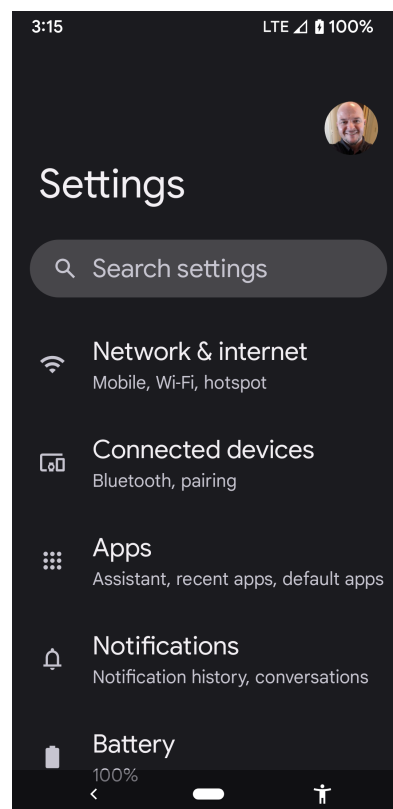 3:15 LTE 100%
Settings
Search settings
Network & internet
Mobile, Wi-Fi, hotspot
Connected devices
Bluetooth, pairing
Apps
Assistant, recent apps, default apps
Notifications
Notification history, conversations
Battery
100%